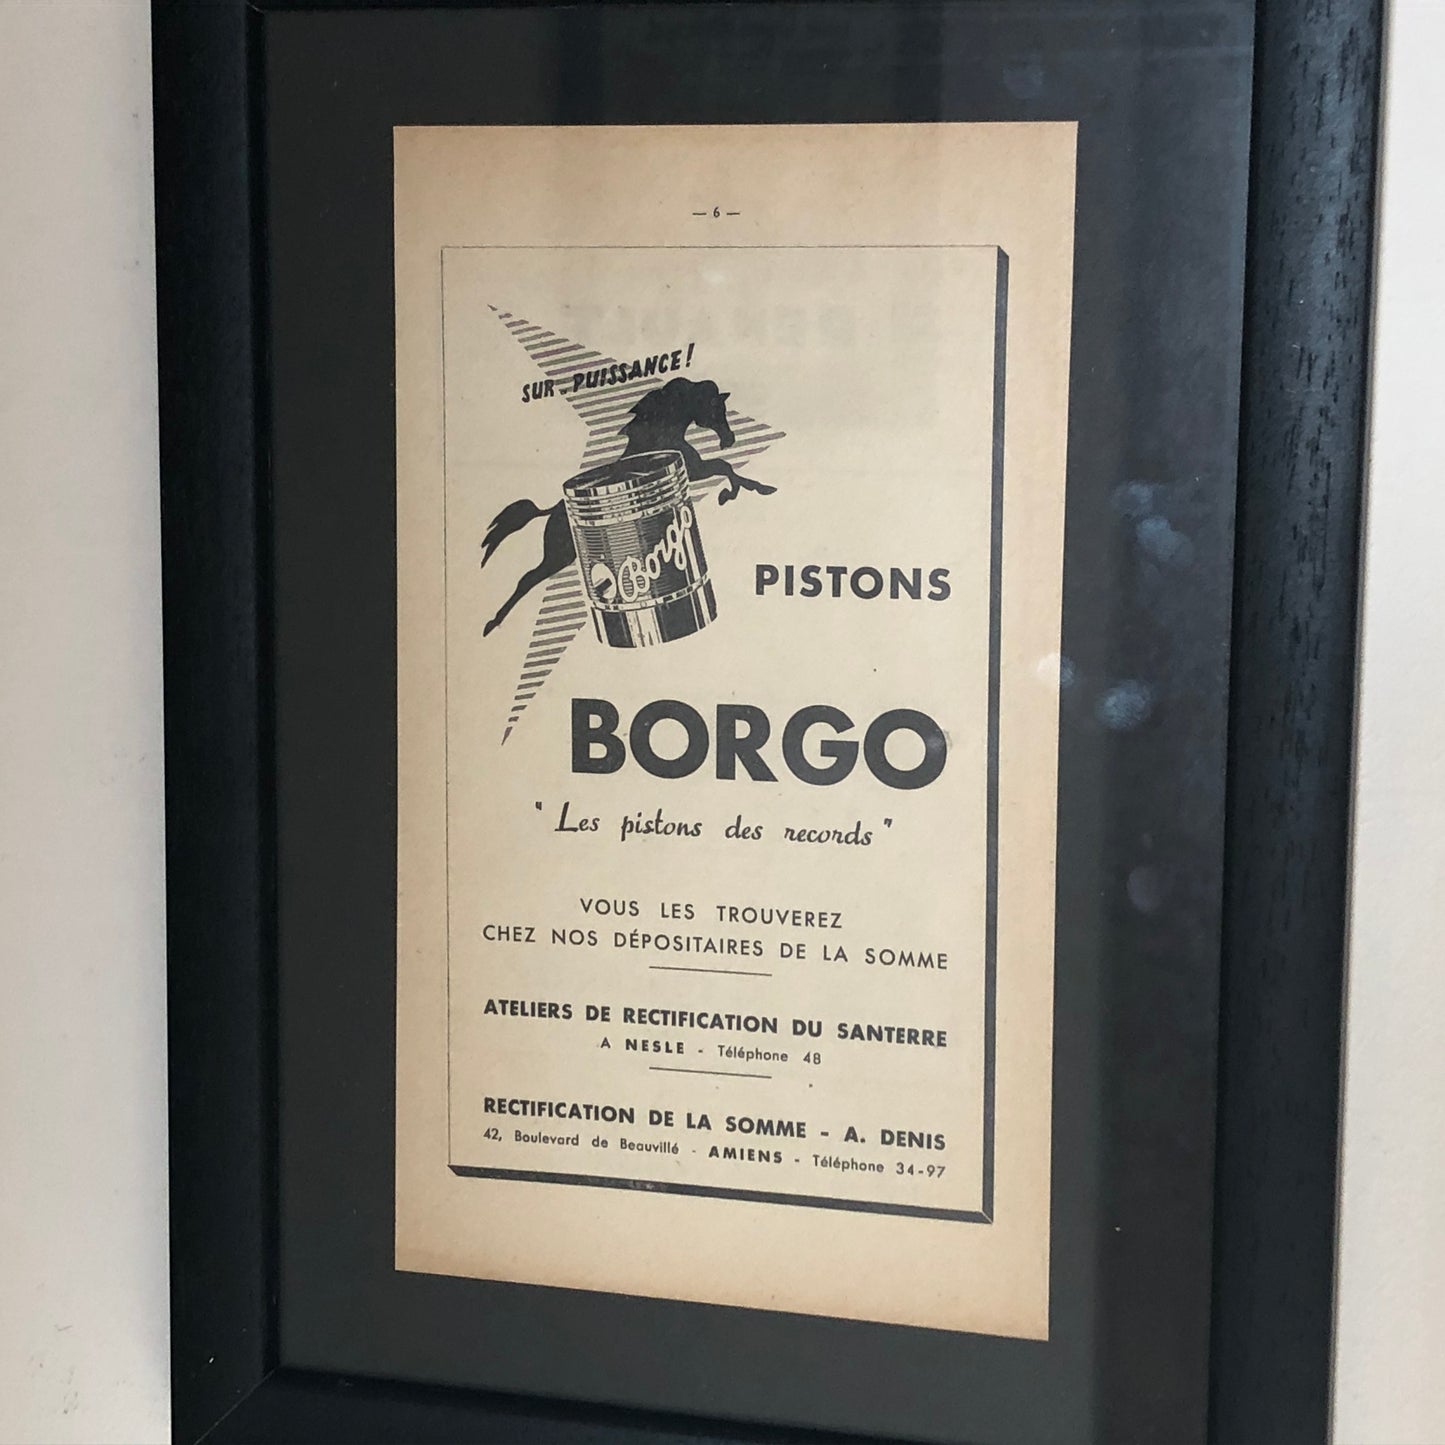 — 6 —
SUR-PUISSANCE!
Borgo
PISTONS
BORGO
"Les pistons des records"
VOUS LES TROUVEREZ
CHEZ NOS DÉPOSITAIRES DE LA SOMME
ATELIERS DE RECTIFICATION DU SANTERRE
A NESLE - Téléphone 48
RECTIFICATION DE LA SOMME - A. DENIS
42, Boulevard de Beauvillé - AMIENS - Téléphone 34-97